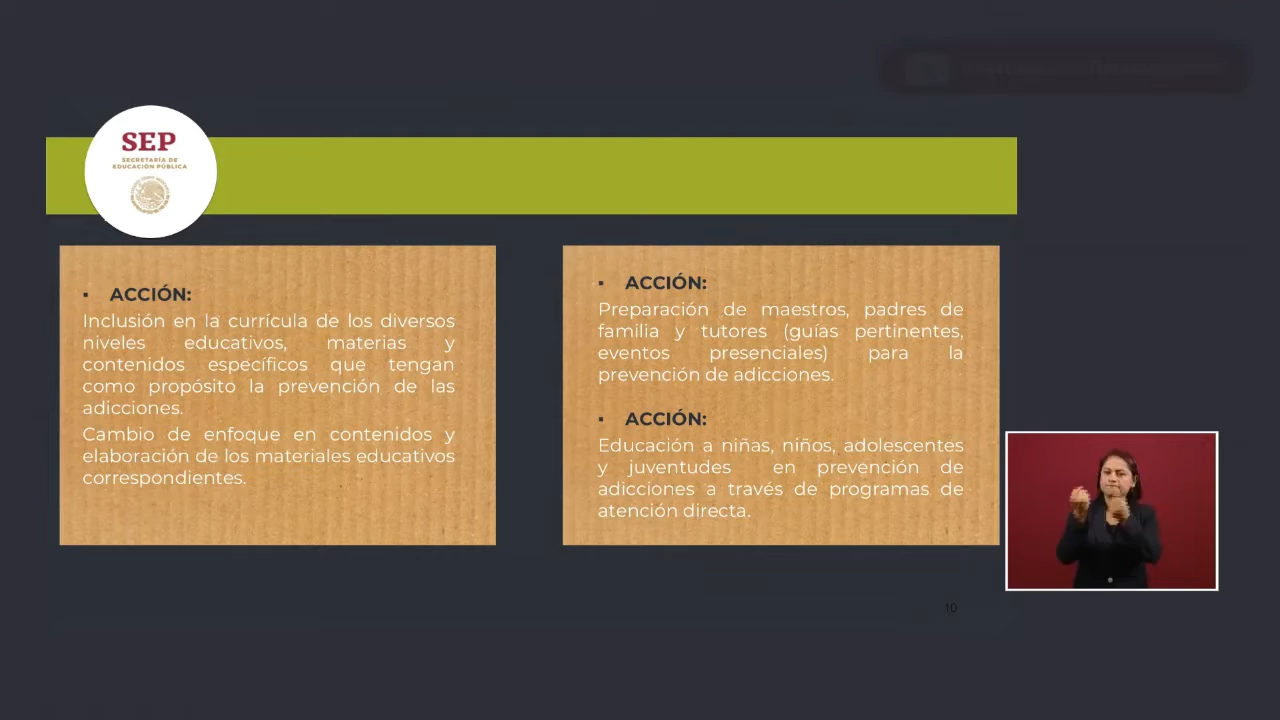 SEP
SECRETARÍA DE
EDUCACIÓN PÚBLICA
▪ ACCIÓN:
Inclusión en la currícula de los diversos
niveles educativos, materias y
contenidos específicos que tengan
como propósito la prevención de las
adicciones.
Cambio de enfoque en contenidos y
elaboración de los materiales educativos
correspondientes.
▪ ACCIÓN:
Preparación de maestros, padres de
familia y tutores (guías pertinentes,
eventos presenciales) para la
prevención de adicciones.
▪ ACCIÓN:
Educación a niñas, niños, adolescentes
y juventudes en prevención de
adicciones a través de programas de
atención directa.
10